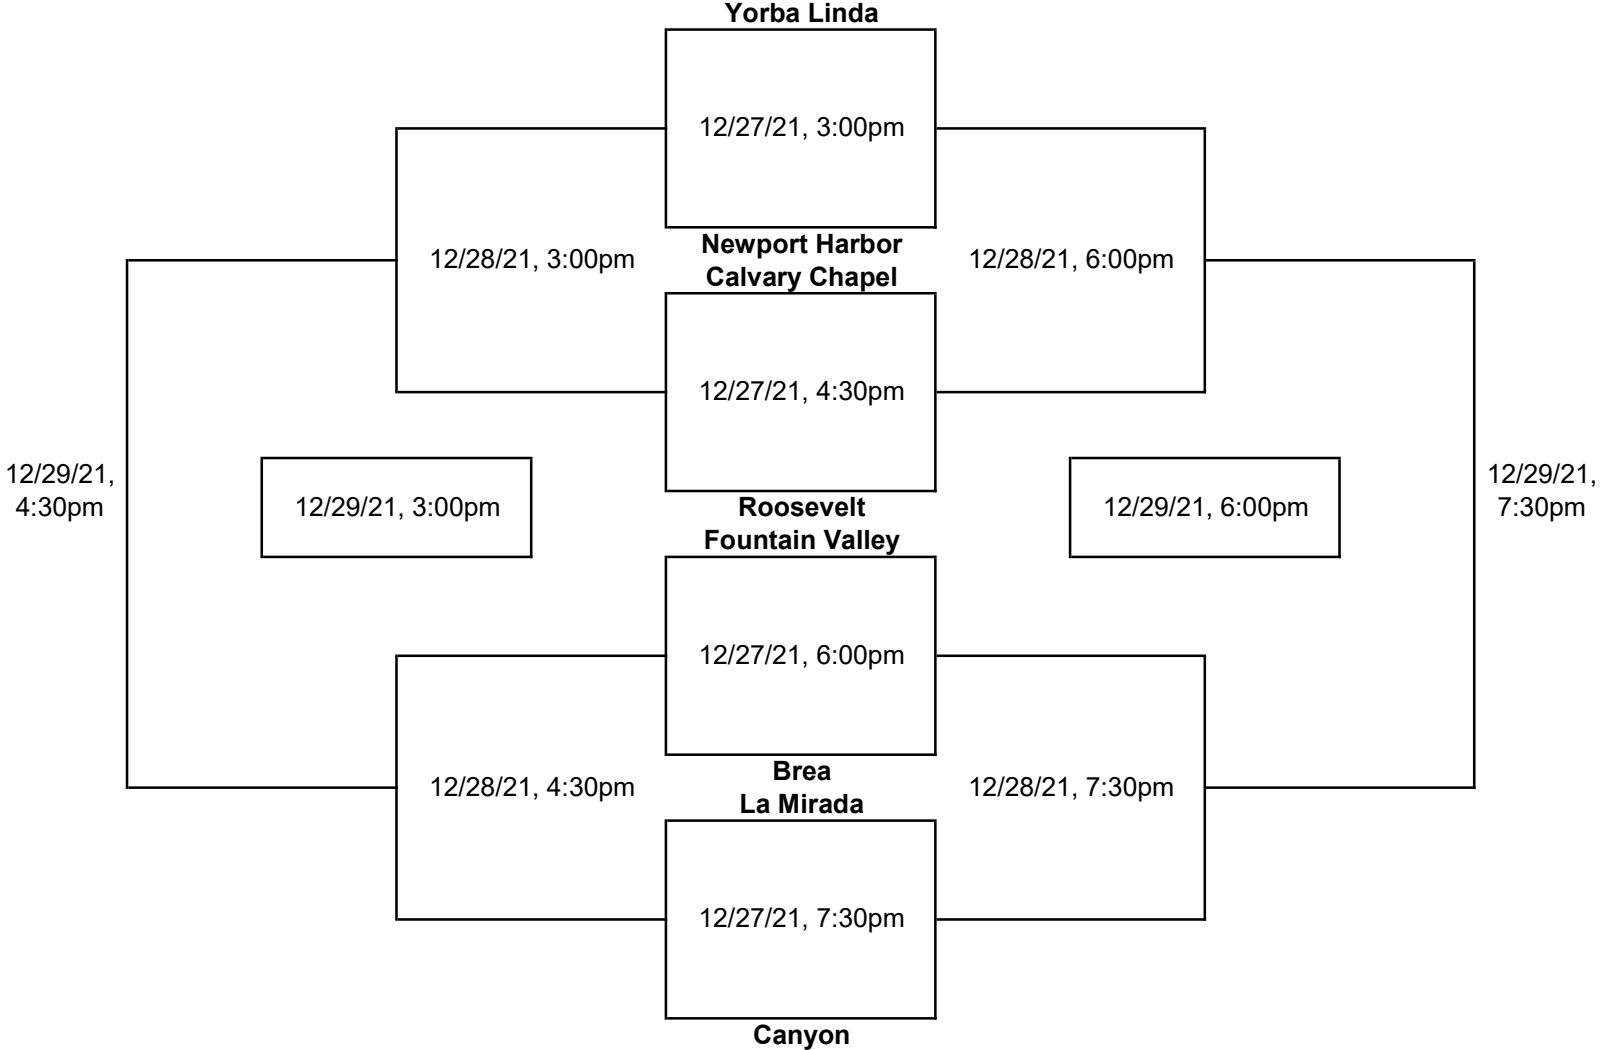 Yorba Linda
12/27/21, 3:00pm
Newport Harbor
12/28/21, 3:00pm
12/28/21, 6:00pm
Calvary Chapel
12/27/21, 4:30pm
12/29/21,
4:30pm
12/29/21, 3:00pm
Roosevelt
12/29/21, 6:00pm
12/29/21,
7:30pm
Fountain Valley
12/27/21, 6:00pm
Brea
12/28/21, 4:30pm
12/28/21, 7:30pm
La Mirada
12/27/21, 7:30pm
Canyon